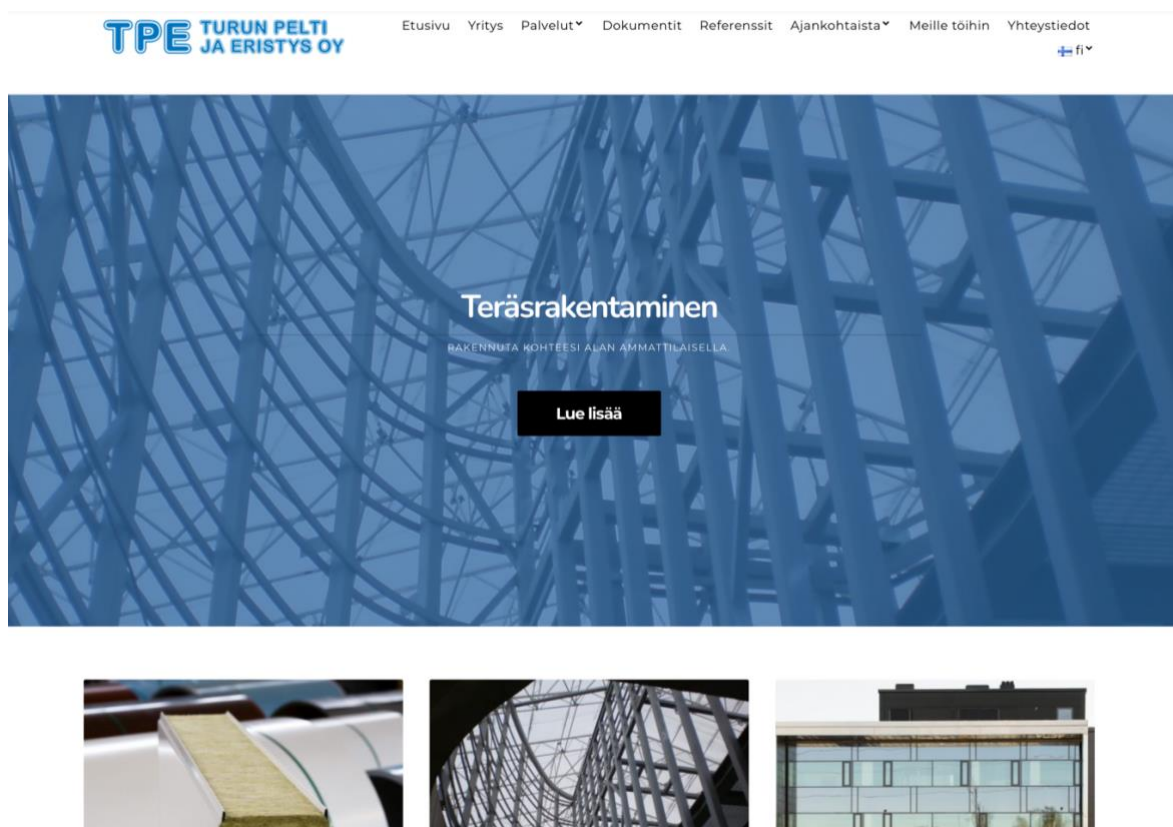 TPE TURUN PELTI
JA ERISTYS OY
Etusivu Yritys Palvelut Dokumentit Referenssit Ajankohtaista Meille töihin Yhteystiedot
fi
Teräsrakentaminen
RAKENNUTA KOHTEESI ALAN AMMATTILAISELLA.
Lue lisää